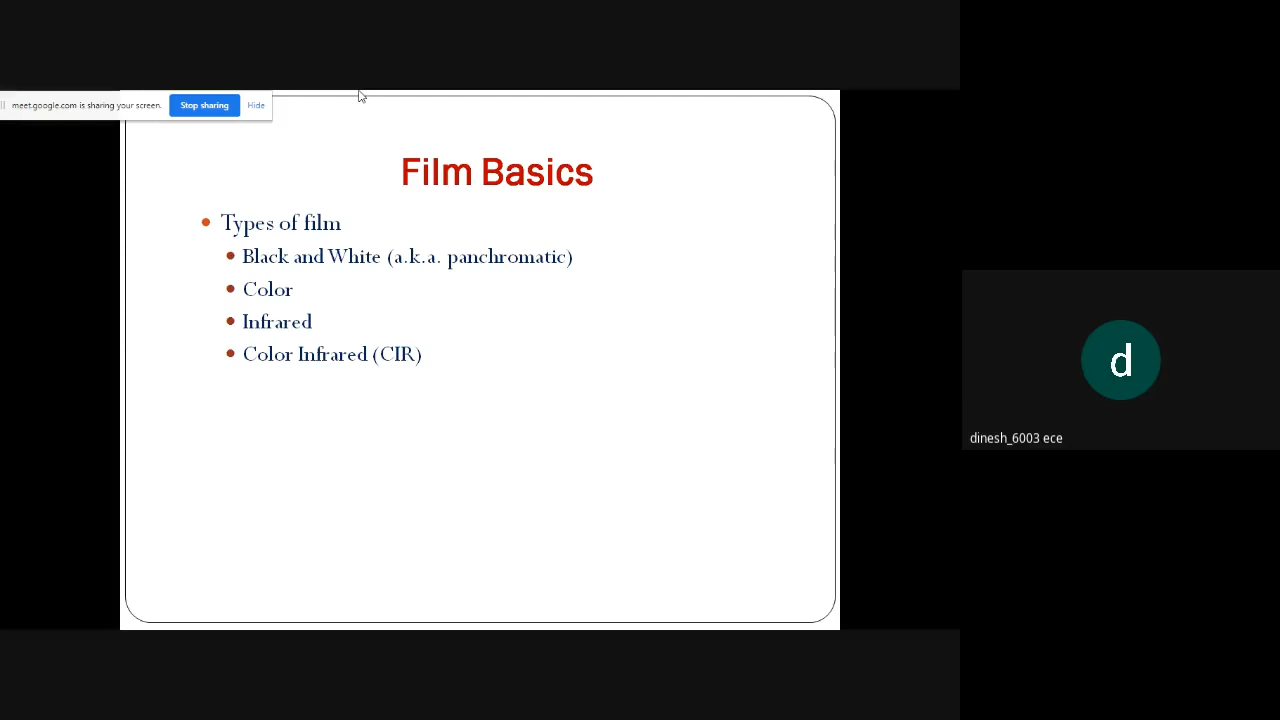 meet.google.com is sharing your screen. Stop sharing Hide
Film Basics
Types of film
Black and White (a.k.a. panchromatic)
Color
Infrared
Color Infrared (CIR)
d
dinesh_6003 ece